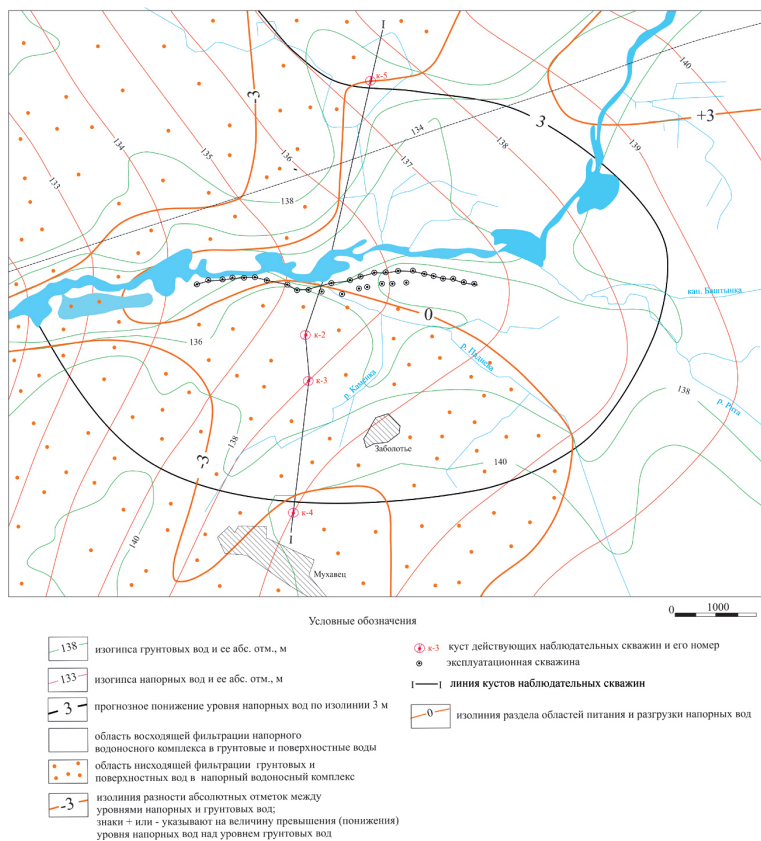 I
к-5
140
-3
+3
3
134
134
135
136
137
138
139
133
138
кан. Баштынка
0
к-2
136
р. Паднева
к-3
р. Каменка
138
р. Рита
138
Заболотье
-3
140
к-4
140
I
Мухавец
0 1000
Условные обозначения
138 изогипса грунтовых вод и ее абс. отм., м
133 изогипса напорных вод и ее абс. отм., м
3 прогнозное понижение уровня напорных вод по изолинии 3 м
область восходящей фильтрации напорного
водоносного комплекса в грунтовые и поверхностные воды
область нисходящей фильтрации грунтовых и
поверхностных вод в напорный водоносный комплекс
-3 изолиния разности абсолютных отметок между
уровнями напорных и грунтовых вод;
знаки + или - указывают на величину превышения (понижения)
уровня напорных вод над уровнем грунтовых вод
к-3 куст действующих наблюдательных скважин и его номер
эксплуатационная скважина
I I линия кустов наблюдательных скважин
0 изолиния раздела областей питания и разгрузки напорных вод